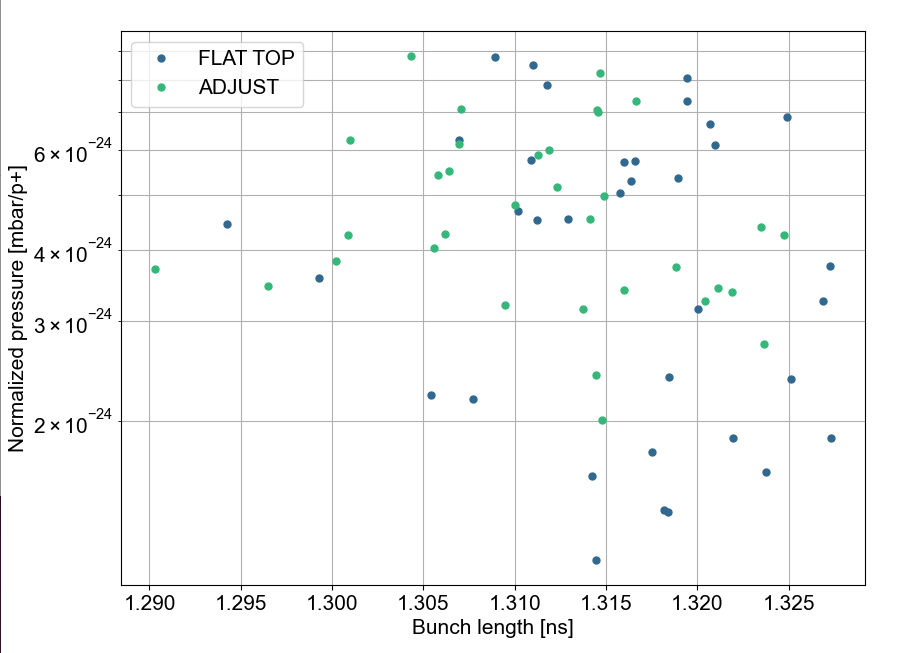 FLAT TOP
ADJUST
Normalized pressure [mbar/p+]
6 × 10⁻²⁴
4 × 10⁻²⁴
3 × 10⁻²⁴
2 × 10⁻²⁴
1.290 1.295 1.300 1.305 1.310 1.315 1.320 1.325
Bunch length [ns]